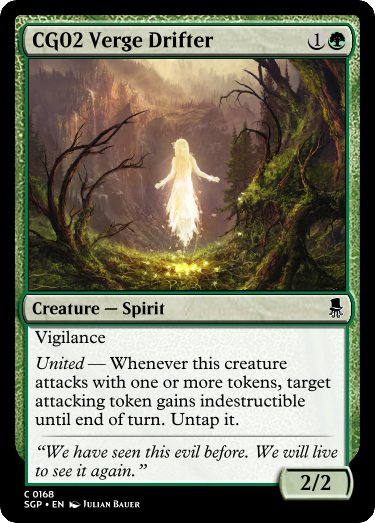 CG02 Verge Drifter 1
Creature — Spirit
Vigilance
United — Whenever this creature
attacks with one or more tokens, target
attacking token gains indestructible
until end of turn. Untap it.
“We have seen this evil before. We will live
to see it again.”
2/2
C 0168
SGP • EN Julian Bauer